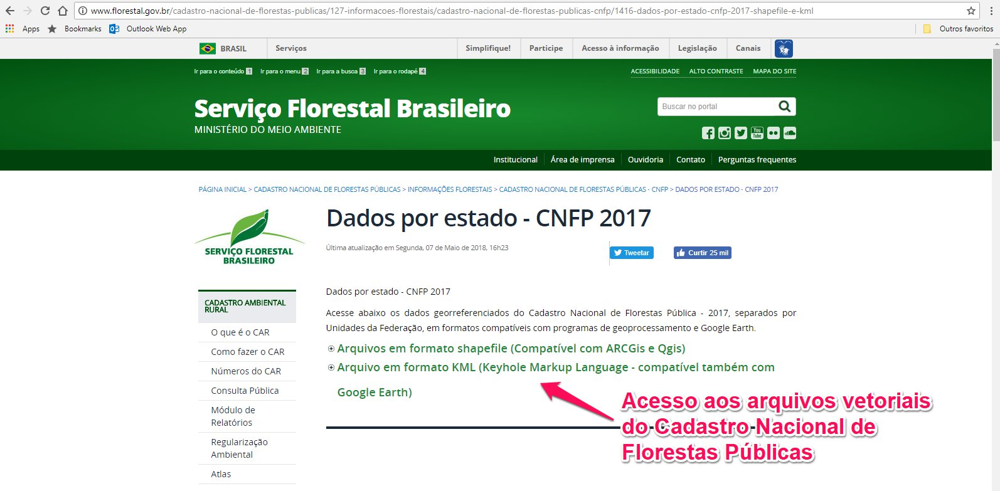 www.florestal.gov.br/cadastro-nacional-de-florestas-publicas/127-informacoes-florestais/cadastro-nacional-de-florestas-publicas-cnfp/1416-dados-por-estado-cnfp-2017-shapefile-e-kml
Apps Bookmarks Outlook Web App Outros favoritos
BRASIL Serviços Simplifique! Participe Acesso à informação Legislação Canais
Ir para o conteúdo 1 Ir para o menu 2 Ir para a busca 3 Ir para o rodapé 4 ACESSIBILIDADE ALTO CONTRASTE MAPA DO SITE
Serviço Florestal Brasileiro
Buscar no portal
MINISTÉRIO DO MEIO AMBIENTE
You Tube
Institucional Área de imprensa Ouvidoria Contato Perguntas frequentes
PÁGINA INICIAL > CADASTRO NACIONAL DE FLORESTAS PÚBLICAS > INFORMAÇÕES FLORESTAIS > CADASTRO NACIONAL DE FLORESTAS PÚBLICAS - CNFP > DADOS POR ESTADO - CNFP 2017
SERVIÇO FLORESTAL
BRASILEIRO
CADASTRO AMBIENTAL
RURAL
O que é o CAR
Como fazer o CAR
Números do CAR
Consulta Pública
Módulo de
Relatórios
Regularização
Ambiental
Atlas
Dados por estado - CNFP 2017
Última atualização em Segunda, 07 de Maio de 2018, 16h23
Tweetar Curtir 25 mil
Dados por estado - CNFP 2017
Acesse abaixo os dados georreferenciados do Cadastro Nacional de Florestas Pública - 2017, separados por
Unidades da Federação, em formatos compatíveis com programas de geoprocessamento e Google Earth.
Arquivos em formato shapefile (Compatível com ARCGis e Qgis)
Arquivo em formato KML (Keyhole Markup Language - compatível também com
Google Earth)
Acesso aos arquivos vetoriais
do Cadastro Nacional de
Florestas Públicas